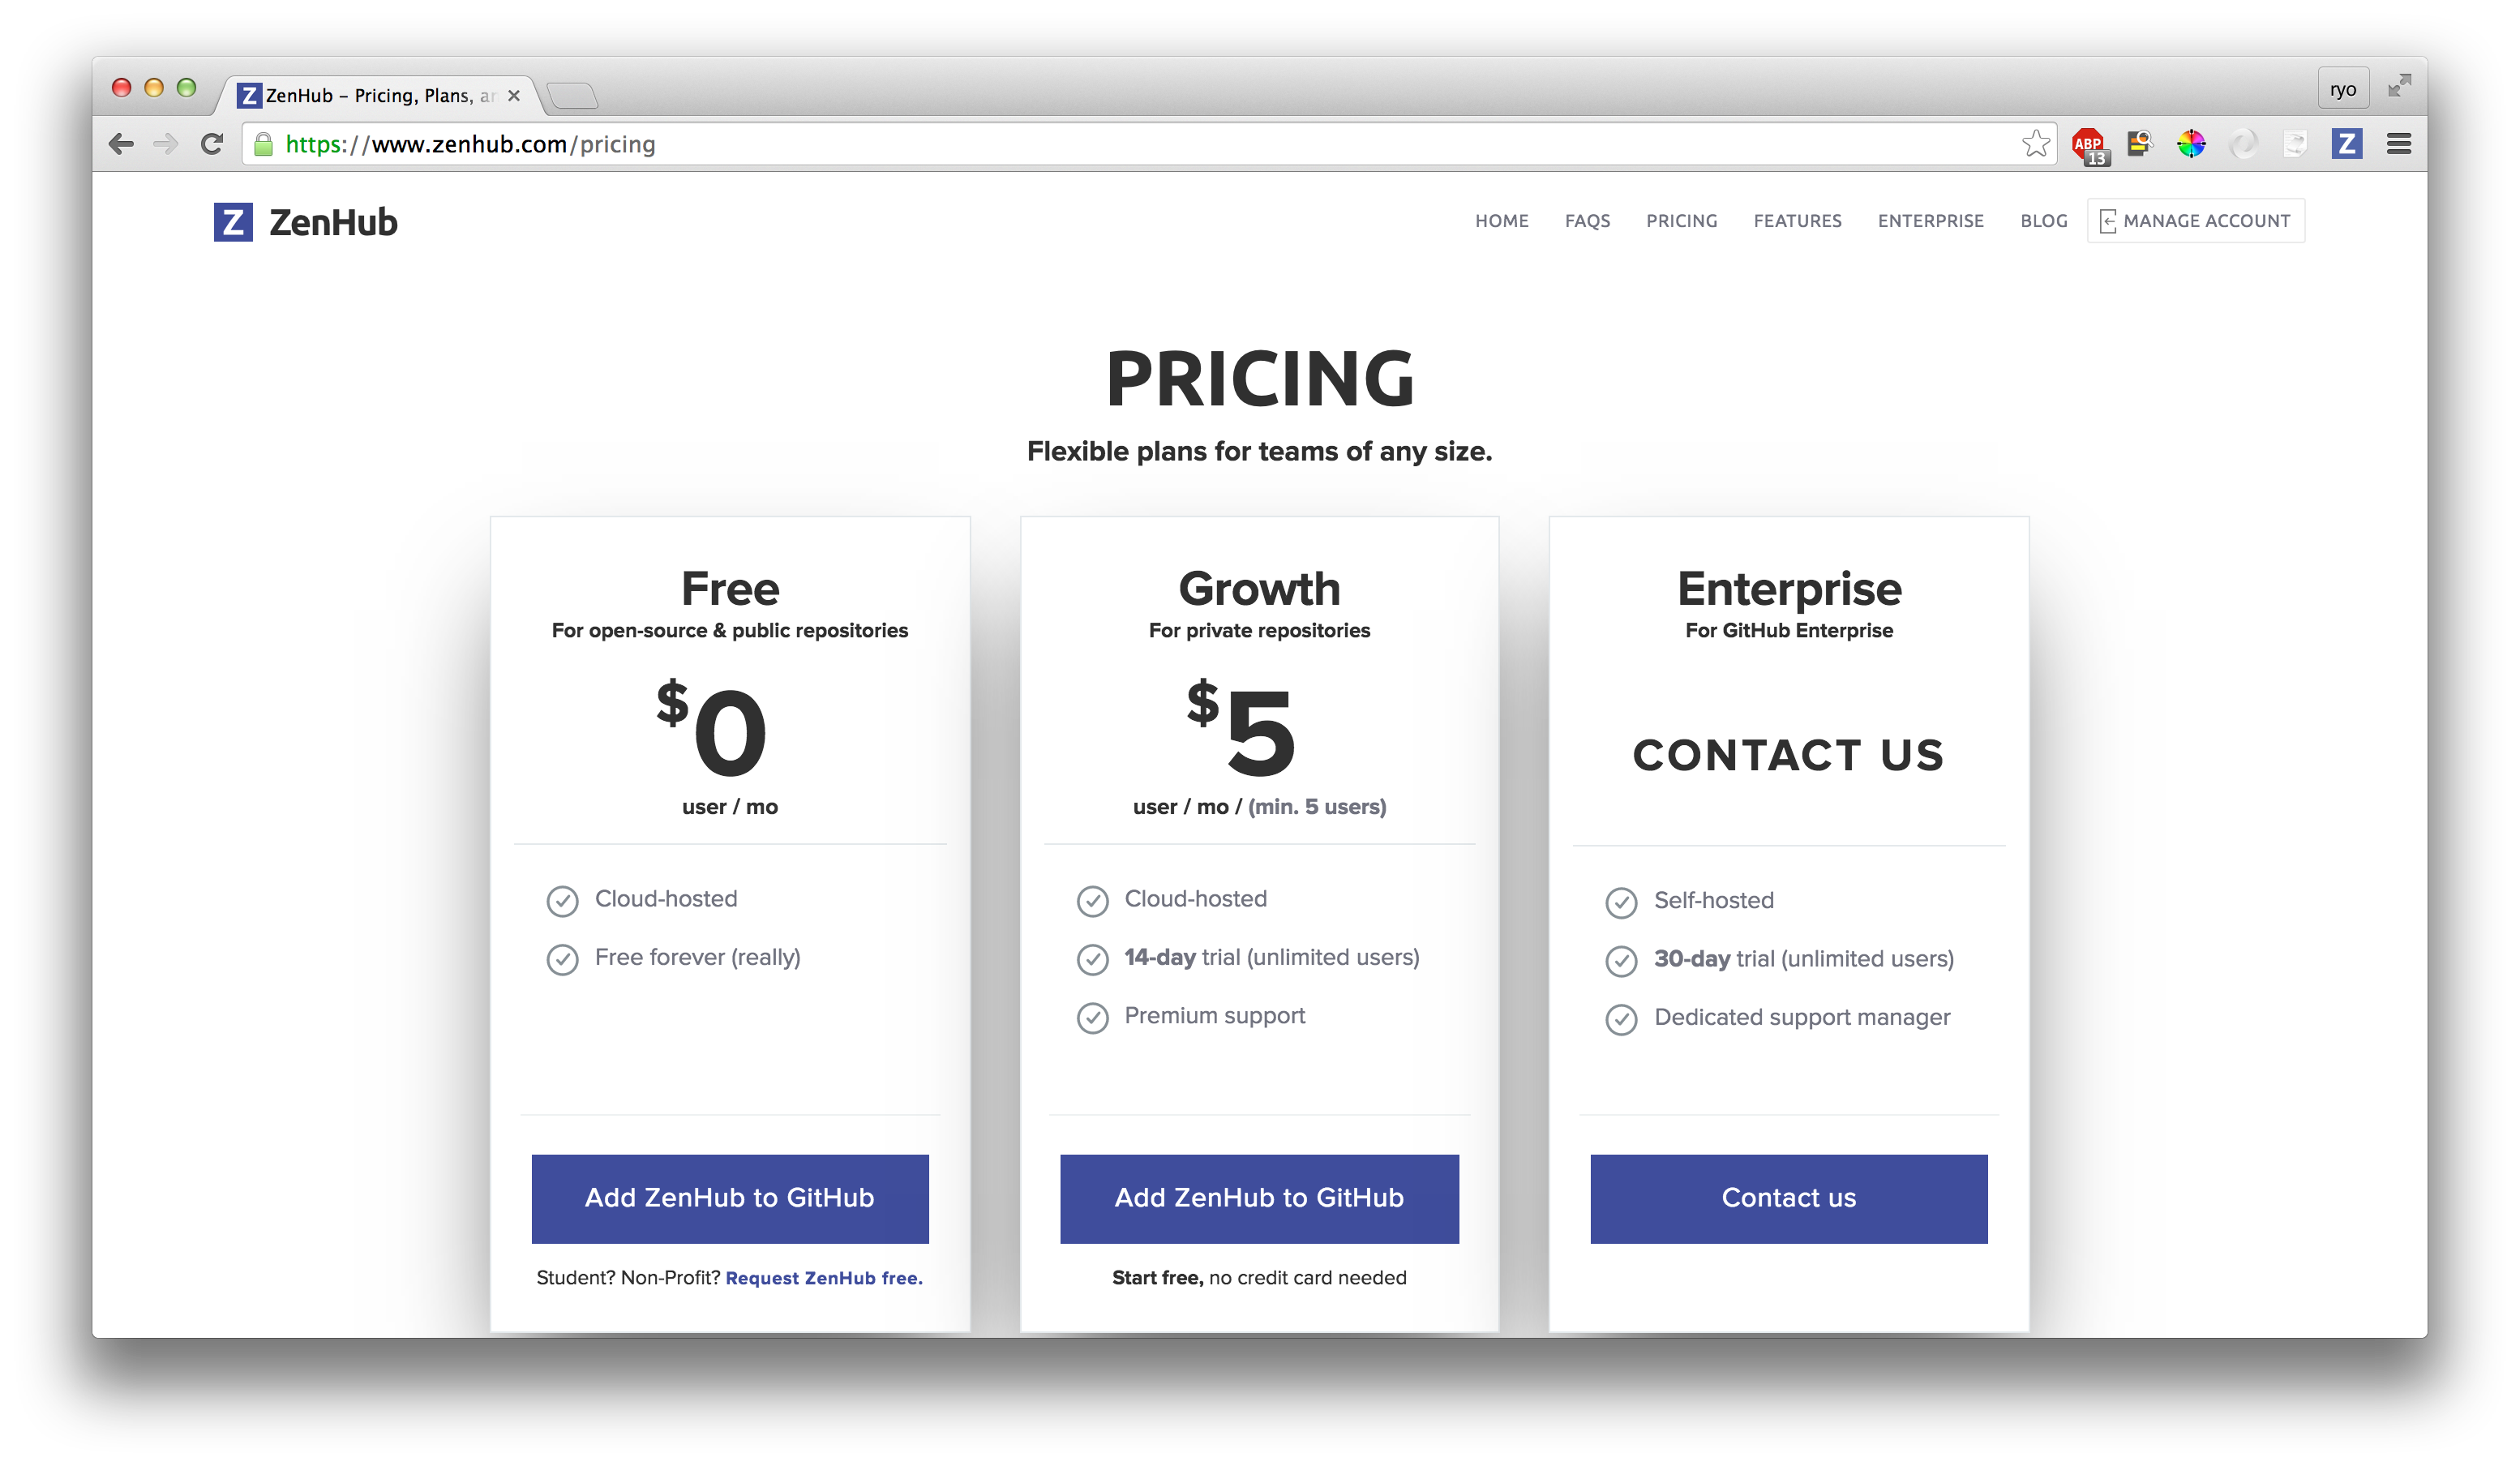 ZenHub – Pricing, Plans, ar
ryo
https://www.zenhub.com/pricing
ABP
13
Z
Z ZenHub
HOME FAQS PRICING FEATURES ENTERPRISE BLOG MANAGE ACCOUNT
PRICING
Flexible plans for teams of any size.
Free
For open-source & public repositories
$0
user / mo
Cloud-hosted
Free forever (really)
Add ZenHub to GitHub
Student? Non-Profit? Request ZenHub free.
Growth
For private repositories
$5
user / mo / (min. 5 users)
Cloud-hosted
14-day trial (unlimited users)
Premium support
Add ZenHub to GitHub
Start free, no credit card needed
Enterprise
For GitHub Enterprise
CONTACT US
Self-hosted
30-day trial (unlimited users)
Dedicated support manager
Contact us